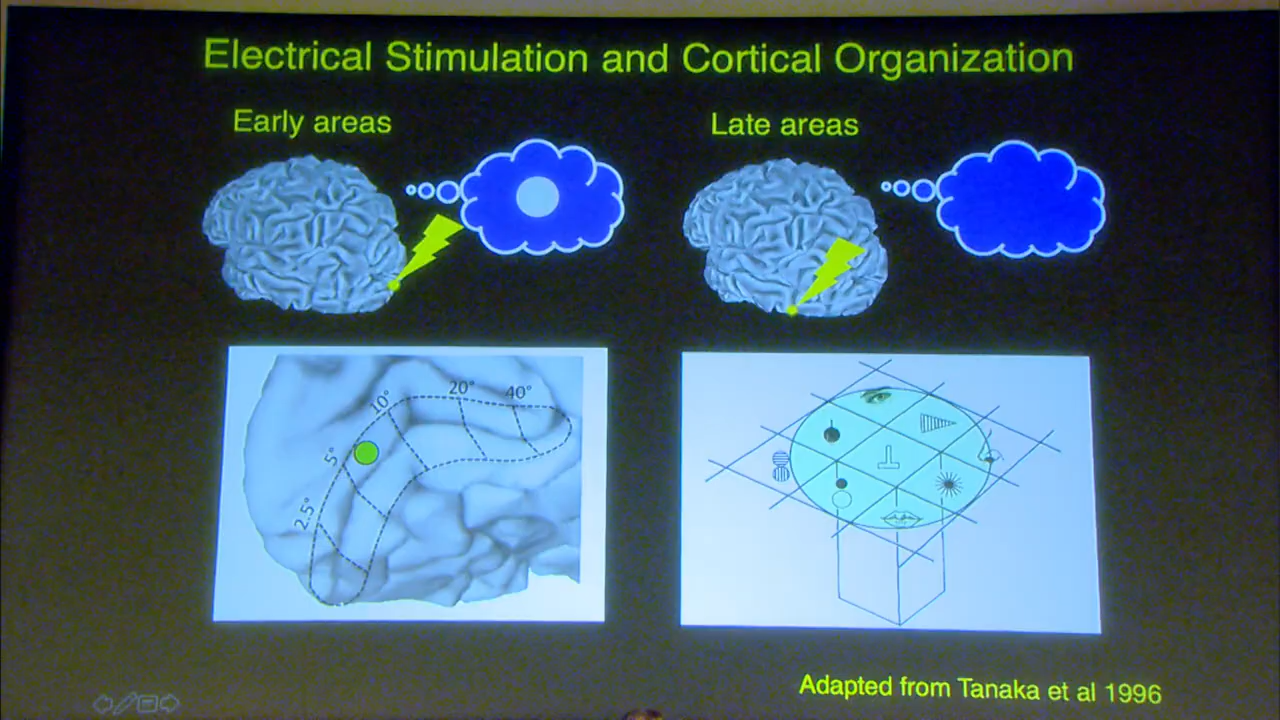 Electrical Stimulation and Cortical Organization
Early areas
Late areas
2.5°
5°
10°
20°
40°
Adapted from Tanaka et al 1996